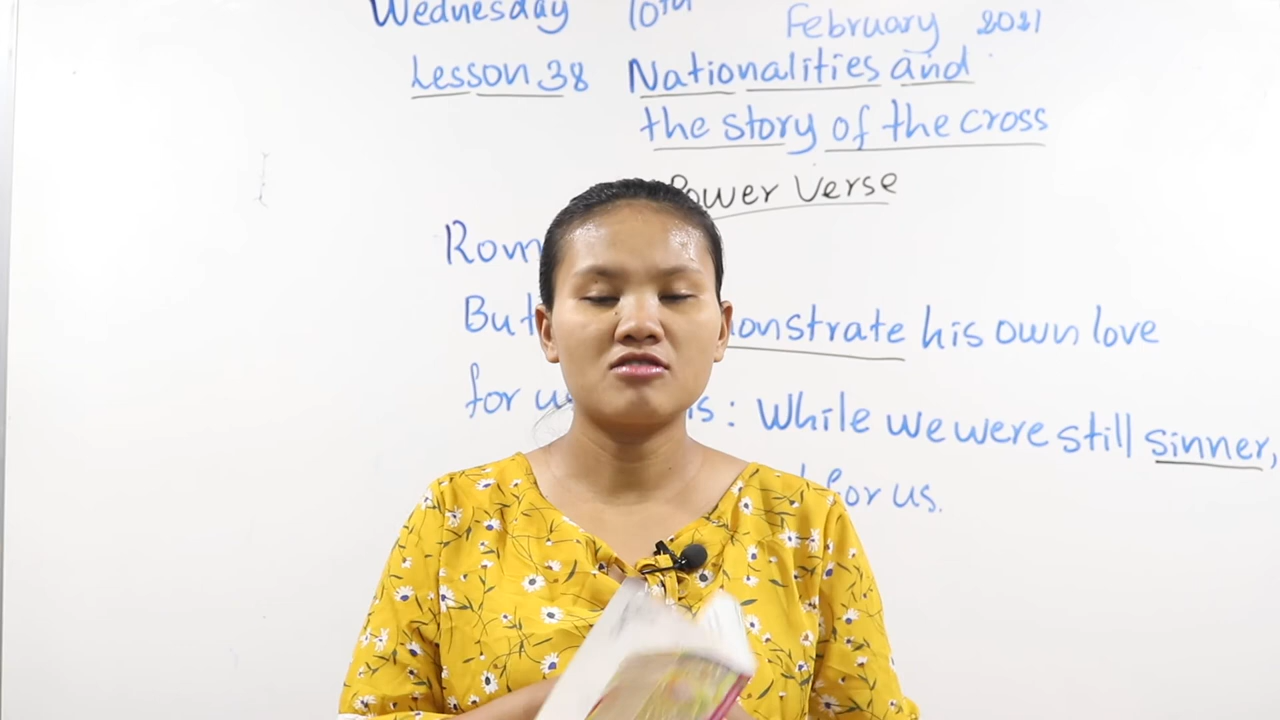 Wednesday 10th February 2021
Lesson 38 Nationalities and
the story of the cross
Power Verse
Rom
But onstrate his own love
for us : While we were still sinner,
for us.